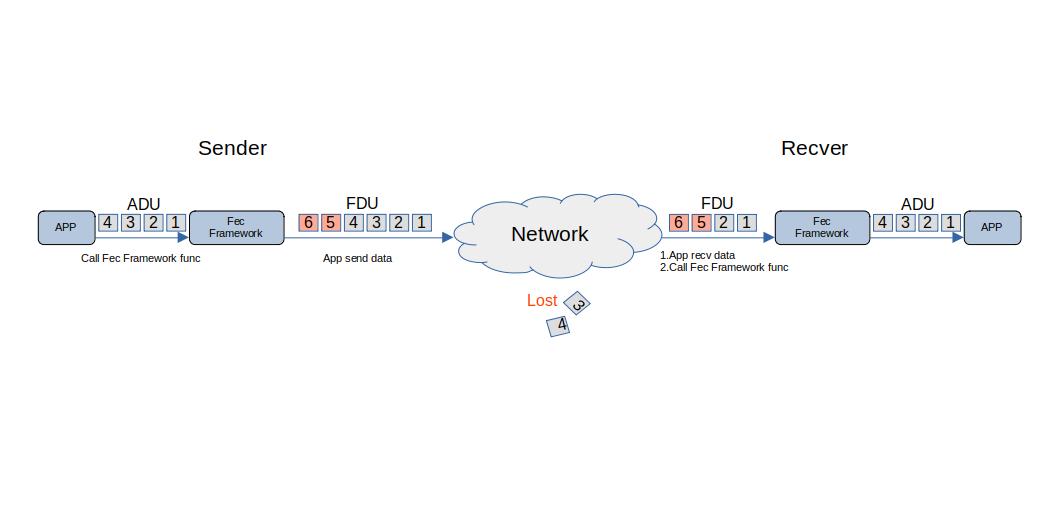 Sender
Recver
ADU
FDU
FDU
ADU
APP
4 3 2 1
Fec
Framework
6 5 4 3 2 1
Network
6 5 2 1
Fec
Framework
4 3 2 1
APP
Call Fec Framework func
App send data
1.App recv data
2.Call Fec Framework func
Lost
3
4